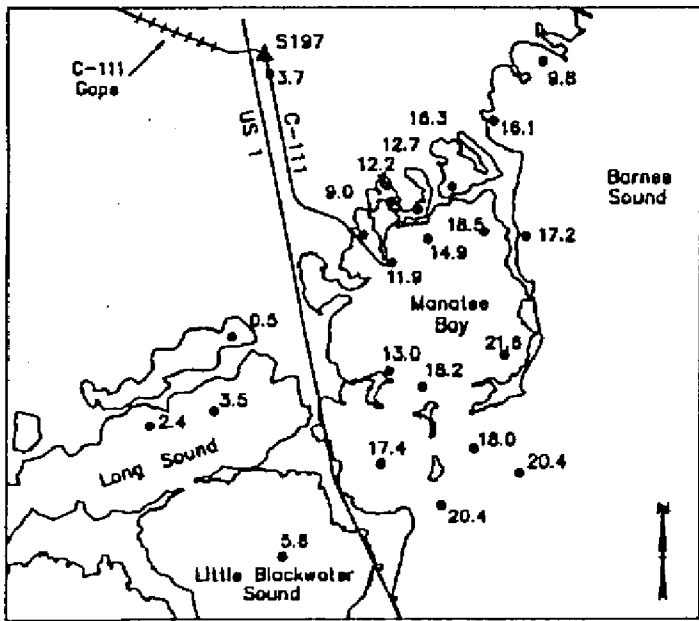 S197
C-111
Gaps
3.7
9.8
US 1
C-111
16.3
16.1
12.7
12.2
9.0
Barnes
Sound
18.5
17.2
14.9
11.9
Manatee
Bay
0.5
21.8
13.0
18.2
3.5
2.4
17.4
18.0
Long Sound
20.4
20.4
5.8
Little Blackwater
Sound
N